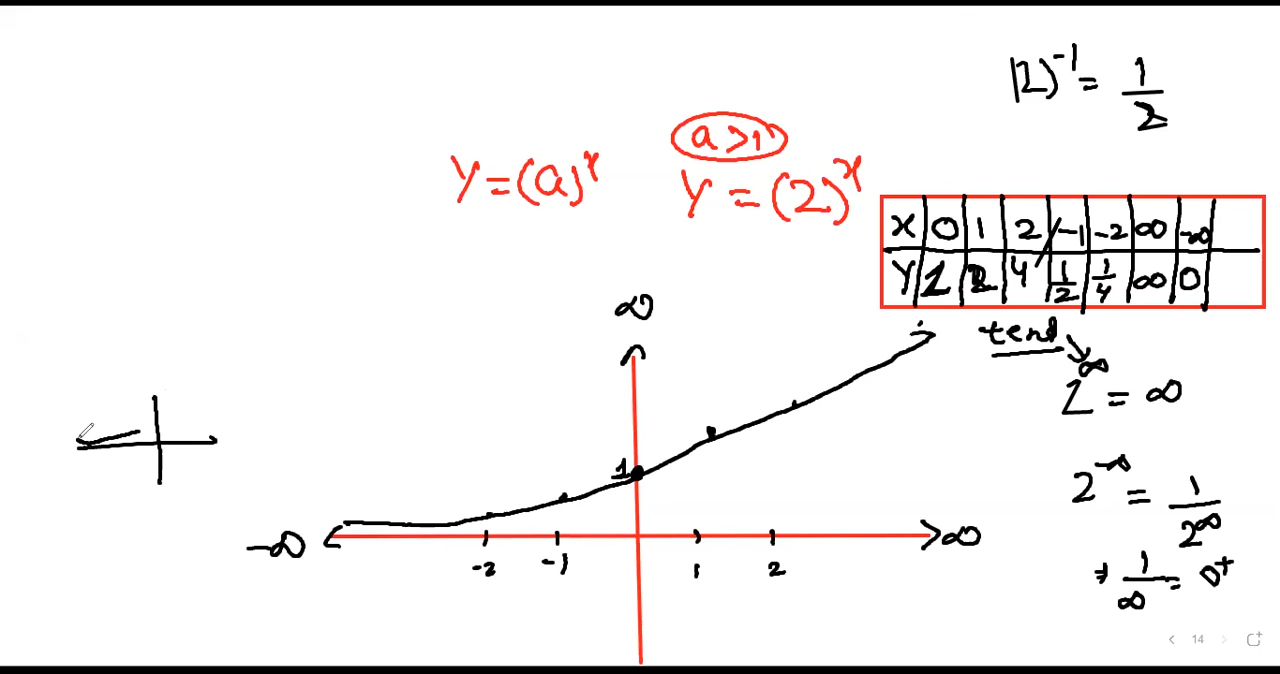 (2)^-1 = 1/2
a>1
Y=(a)^x
Y = (2)^x
X 0 1 2 -1 -2 ∞ -∞
Y 1 2 4 1/2 1/4 ∞ 0
tend
2^∞ = ∞
2^-∞ = 1/2^∞
⇒ 1/∞ = 0^+
∞
1
-∞ ∞
-2 -1 1 2
14